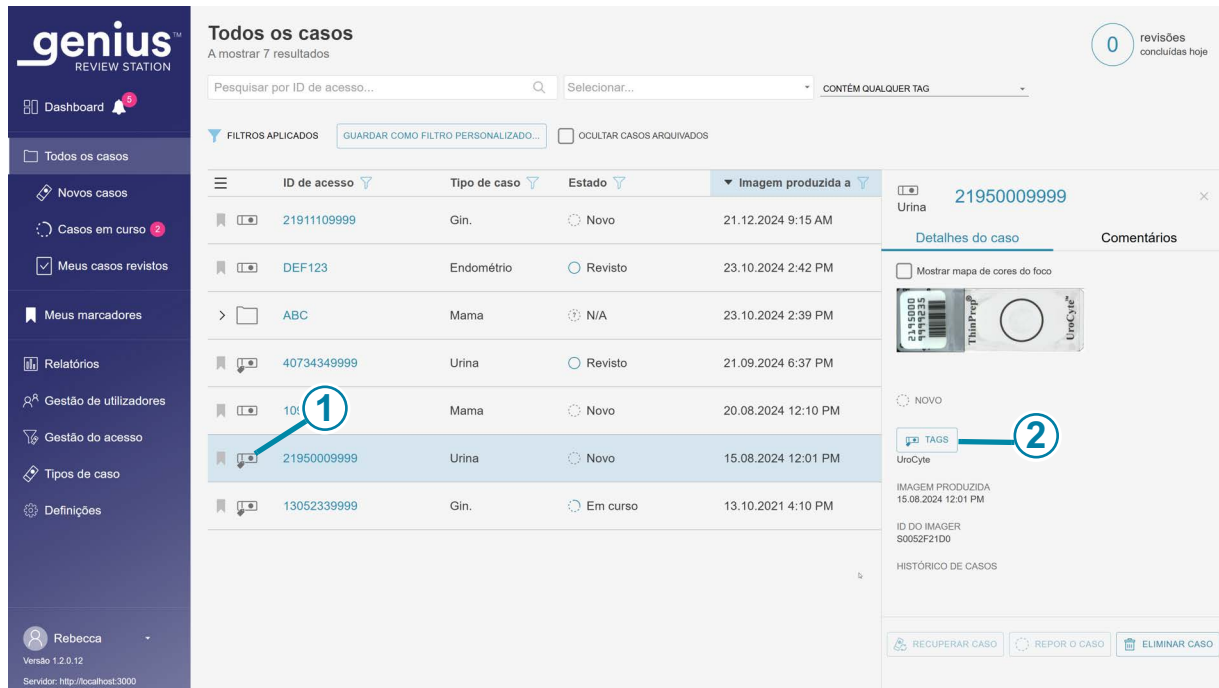 genius™
REVIEW STATION
Dashboard 5
Todos os casos
Novos casos
Casos em curso 2
Meus casos revistos
Meus marcadores
Relatórios
Gestão de utilizadores
Gestão do acesso
Tipos de caso
Definições
Rebecca
Versão 1.2.0.12
Servidor: http://localhost:3000
Todos os casos
A mostrar 7 resultados
0 revisões
concluídas hoje
Pesquisar por ID de acesso... Selecionar... CONTÉM QUALQUER TAG
FILTROS APLICADOS GUARDAR COMO FILTRO PERSONALIZADO... OCULTAR CASOS ARQUIVADOS
ID de acesso Tipo de caso Estado Imagem produzida a
21911109999 Gin. Novo 21.12.2024 9:15 AM
DEF123 Endométrio Revisto 23.10.2024 2:42 PM
ABC Mama N/A 23.10.2024 2:39 PM
40734349999 Urina Revisto 21.09.2024 6:37 PM
1 Mama Novo 20.08.2024 12:10 PM
21950009999 Urina Novo 15.08.2024 12:01 PM
13052339999 Gin. Em curso 13.10.2021 4:10 PM
Urina 21950009999
Detalhes do caso Comentários
Mostrar mapa de cores do foco
2195000
9999235
ThinPrep®
UroCyte™
NOVO
TAGS 2
UroCyte
IMAGEM PRODUZIDA
15.08.2024 12:01 PM
ID DO IMAGER
S0052F21D0
HISTÓRICO DE CASOS
RECUPERAR CASO REPOR O CASO ELIMINAR CASO